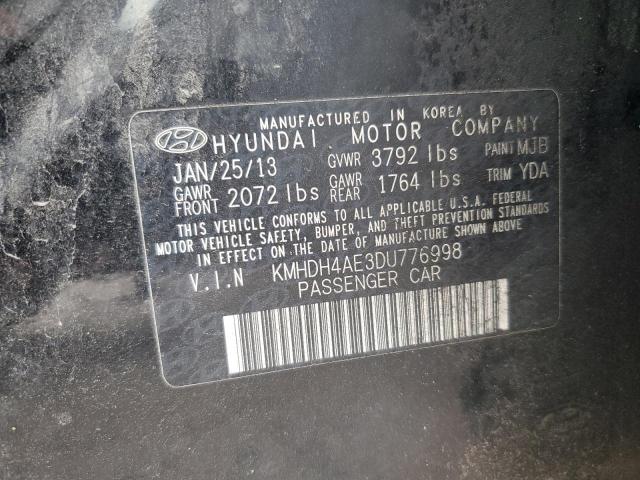 MANUFACTURED IN KOREA BY
HYUNDAI MOTOR COMPANY
JAN/25/13 GVWR 3792 lbs PAINT MJB
GAWR FRONT 2072 lbs GAWR REAR 1764 lbs TRIM YDA
THIS VEHICLE CONFORMS TO ALL APPLICABLE U.S.A. FEDERAL
MOTOR VEHICLE SAFETY, BUMPER, AND THEFT PREVENTION STANDARDS
IN EFFECT ON THE DATE OF MANUFACTURE SHOWN ABOVE
V.I.N KMHDH4AE3DU776998
PASSENGER CAR